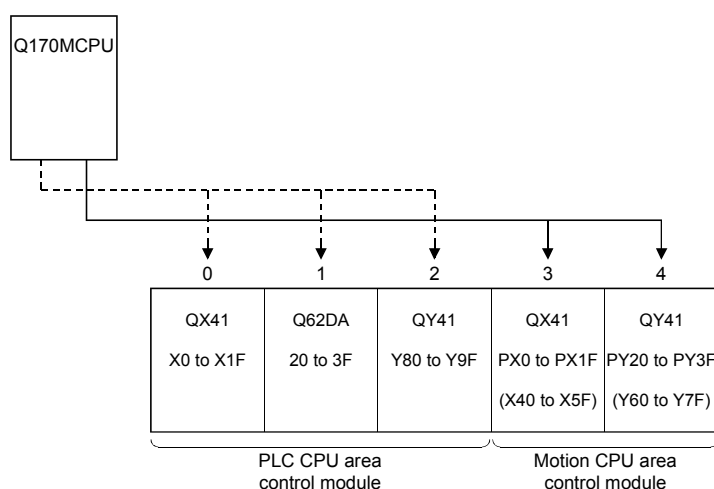 Q170MCPU
0 1 2 3 4
QX41 Q62DA QY41 QX41 QY41
X0 to X1F 20 to 3F Y80 to Y9F PX0 to PX1F PY20 to PY3F
(X40 to X5F) (Y60 to Y7F)
PLC CPU area Motion CPU area
control module control module